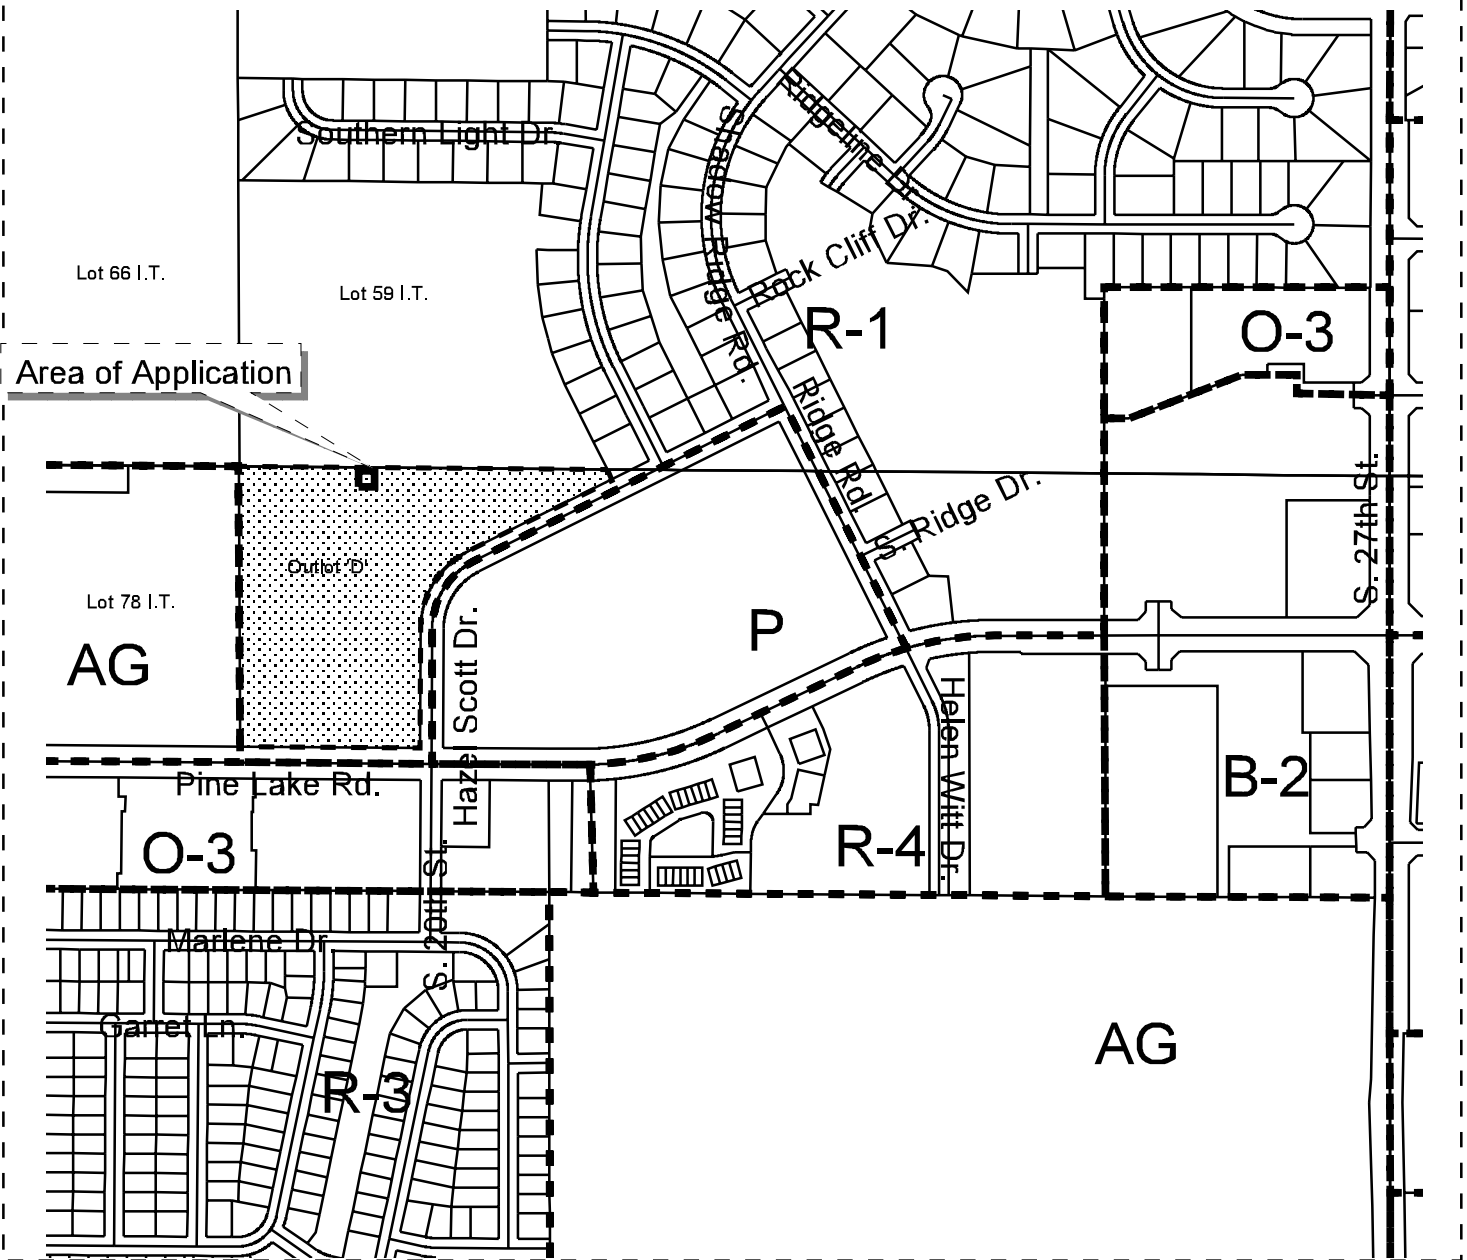 Southern Light Dr.
Ridgeline Dr.
Shadow Ridge Rd.
Rock Cliff Dr.
Lot 66 I.T.
Lot 59 I.T.
R-1
O-3
Area of Application
Ridge Rd.
S. Ridge Dr.
S. 27th St.
Outlot 'D'
Lot 78 I.T.
AG
P
Hazel Scott Dr.
Helen Witt Dr.
Pine Lake Rd.
B-2
O-3
R-4
S. 20th St.
Marlene Dr.
Garret Ln.
AG
R-3